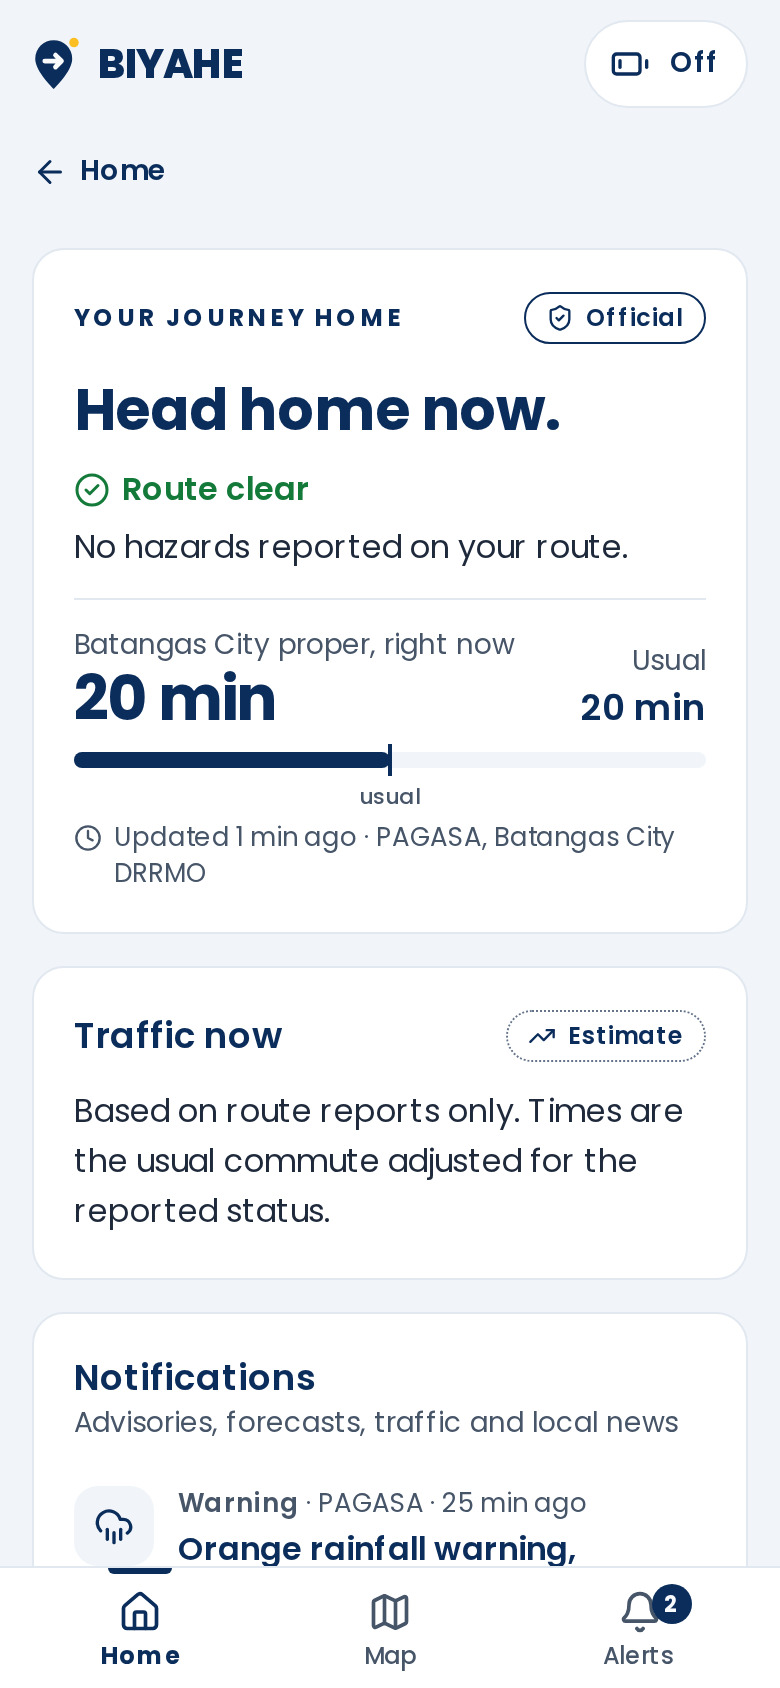 BIYAHE
Off
Home
YOUR JOURNEY HOME
Official
Head home now.
Route clear
No hazards reported on your route.
Batangas City proper, right now
Usual
20 min
20 min
usual
Updated 1 min ago · PAGASA, Batangas City
DRRMO
Traffic now
Estimate
Based on route reports only. Times are
the usual commute adjusted for the
reported status.
Notifications
Advisories, forecasts, traffic and local news
Warning · PAGASA · 25 min ago
Orange rainfall warning,
2
Home
Map
Alerts